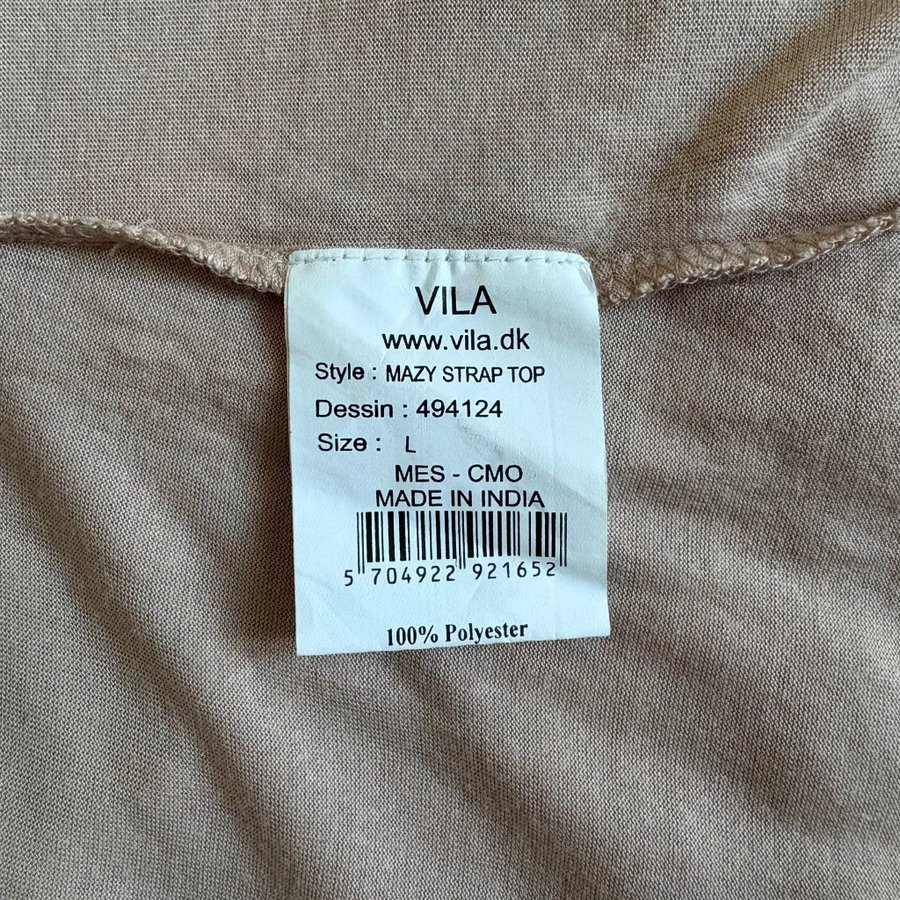 VILA
www.vila.dk
Style : MAZY STRAP TOP
Dessin : 494124
Size : L
MES - CMO
MADE IN INDIA
5 704922 921652
100% Polyester